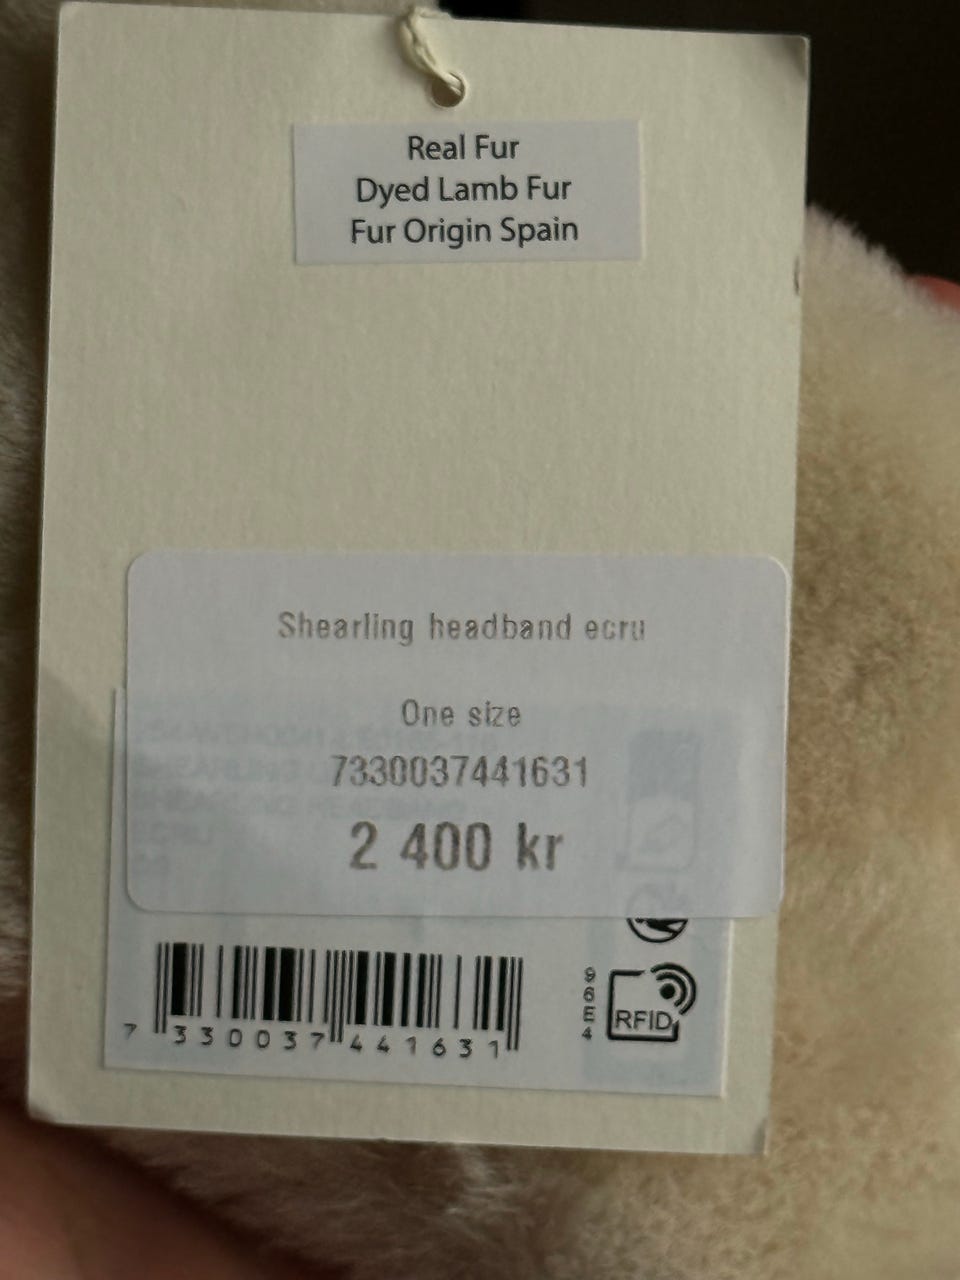 Real Fur
Dyed Lamb Fur
Fur Origin Spain
Shearling headband ecru
One size
7330037441631
2 400 kr
7 330037 441631
96E4
RFID